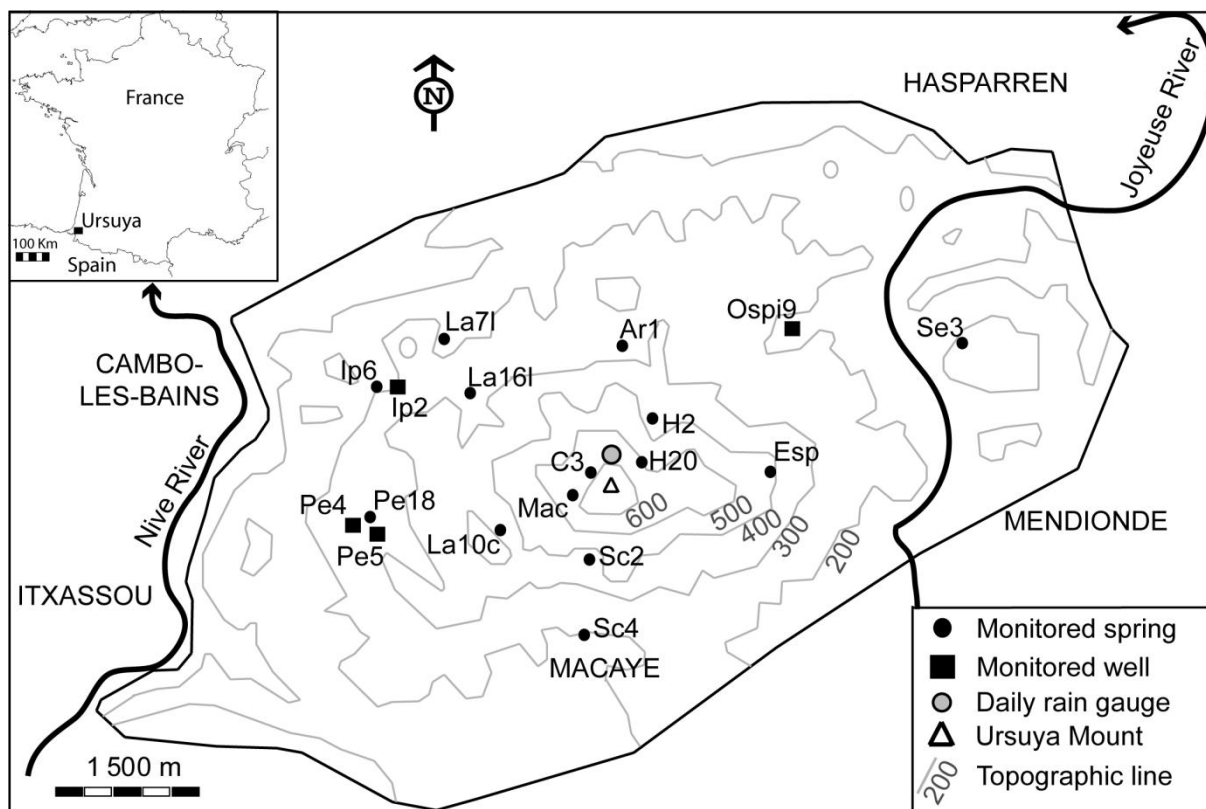 France
Ursuya
100 Km
Spain
N
HASPARREN
Joyeuse River
CAMBO-
LES-BAINS
Nive River
ITXASSOU
La7l
Ar1
Ospi9
Se3
Ip6
Ip2
La16l
H2
C3
H20
Esp
Mac
Pe4
Pe18
Pe5
La10c
Sc2
Sc4
600
500
400
300
200
MENDIONDE
MACAYE
1 500 m
Monitored spring
Monitored well
Daily rain gauge
Ursuya Mount
200 Topographic line